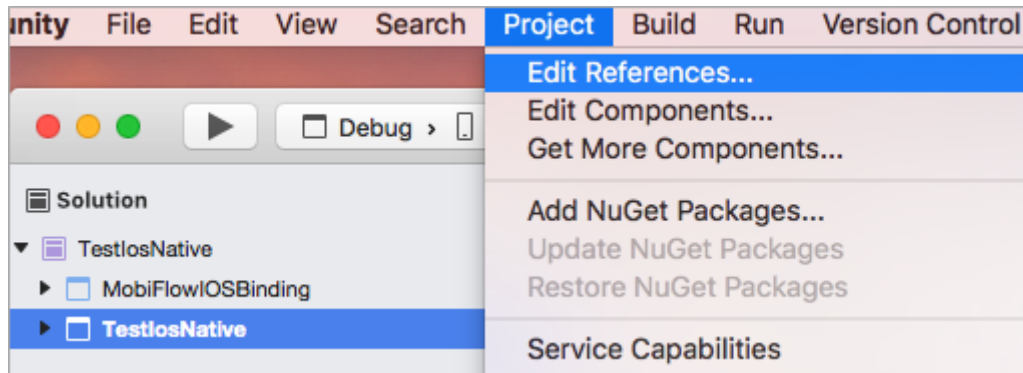 unity File Edit View Search Project Build Run Version Control
Edit References...
Edit Components...
Get More Components...
Debug ›
Solution
Add NuGet Packages...
TestIosNative
Update NuGet Packages
MobiFlowIOSBinding
Restore NuGet Packages
TestIosNative
Service Capabilities